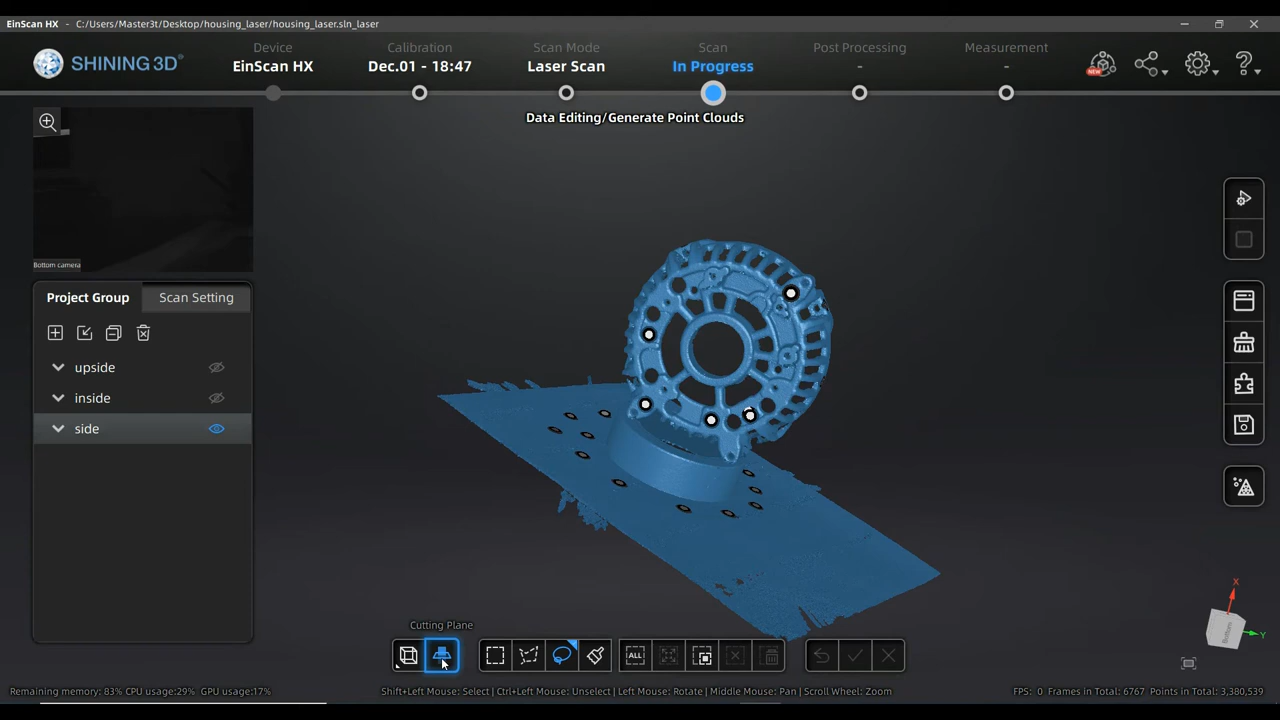 EinScan HX - C:/Users/Master3t/Desktop/housing_laser/housing_laser.sln_laser
SHINING 3D®
Device
EinScan HX
Calibration
Dec.01 - 18:47
Scan Mode
Laser Scan
Scan
In Progress
Post Processing
-
Measurement
-
NEW
Data Editing/Generate Point Clouds
Bottom camera
Project Group
Scan Setting
upside
inside
side
Cutting Plane
ALL
X
Y
Bottom
Remaining memory: 83% CPU usage:29% GPU usage:17%
Shift+Left Mouse: Select | Ctrl+Left Mouse: Unselect | Left Mouse: Rotate | Middle Mouse: Pan | Scroll Wheel: Zoom
FPS: 0 Frames in Total: 6767 Points in Total: 3,380,539